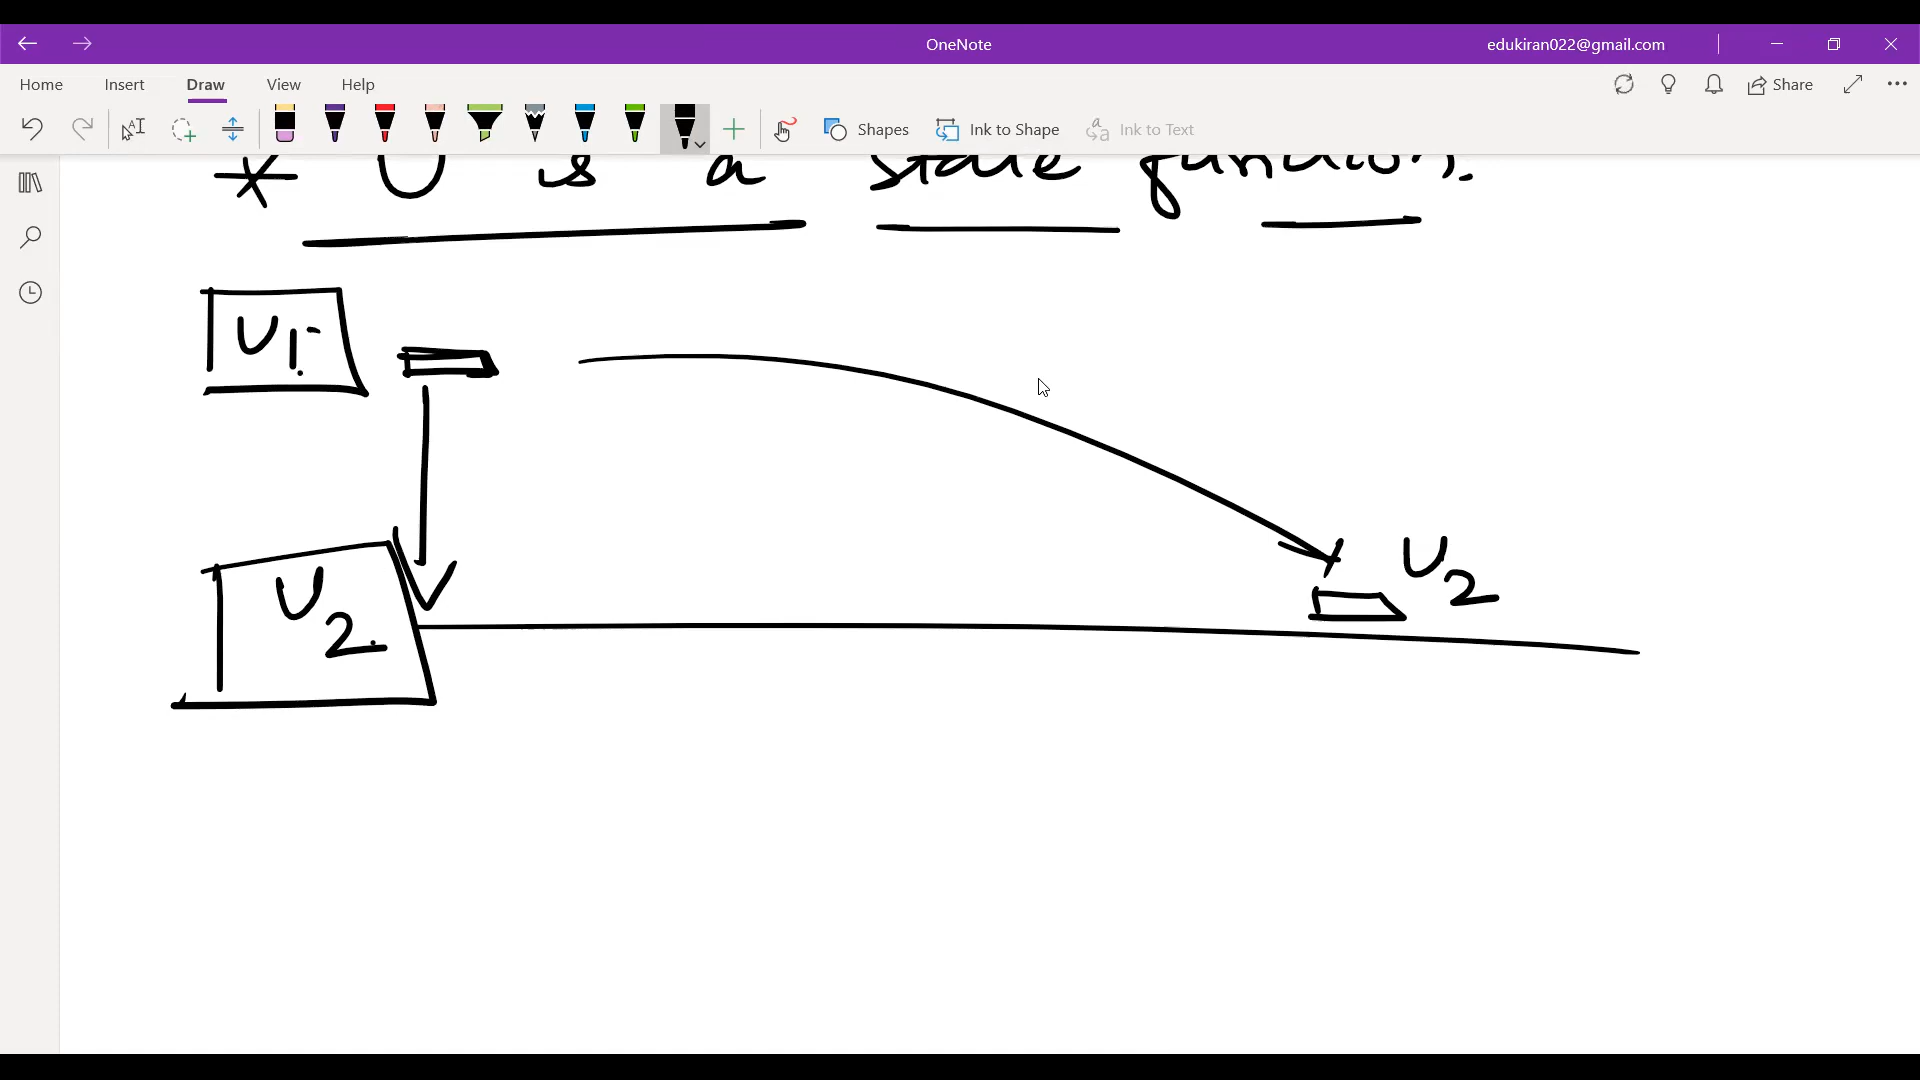 OneNote
edukiran022@gmail.com
Home Insert Draw View Help
Share
Shapes Ink to Shape Ink to Text
* U is a state function.
U1
U2
U2